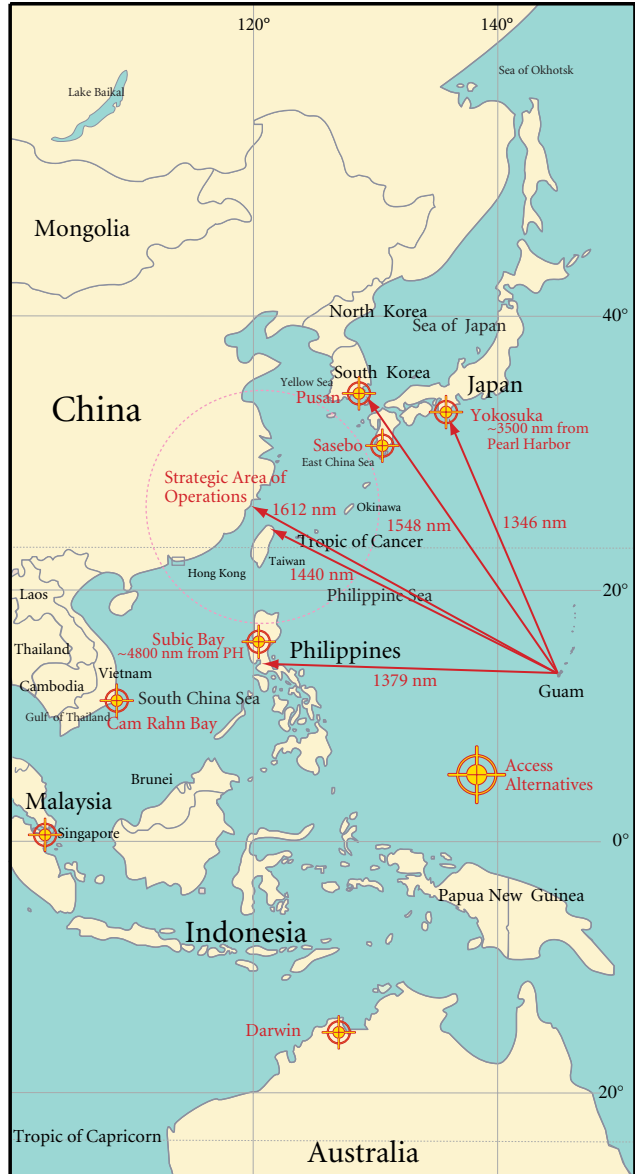 120°
140°
Sea of Okhotsk
Lake Baikal
Mongolia
40°
North Korea
Sea of Japan
South Korea
Yellow Sea
Pusan
Japan
China
Yokosuka
~3500 nm from
Pearl Harbor
Sasebo
East China Sea
Strategic Area of
Operations
1612 nm
Okinawa
1548 nm
1346 nm
Tropic of Cancer
Taiwan
Hong Kong
1440 nm
20°
Laos
Philippine Sea
Subic Bay
~4800 nm from PH
Philippines
Thailand
Vietnam
1379 nm
Guam
Cambodia
South China Sea
Gulf of Thailand
Cam Rahn Bay
Access
Alternatives
Brunei
Malaysia
Singapore
0°
Papua New Guinea
Indonesia
Darwin
20°
Tropic of Capricorn
Australia